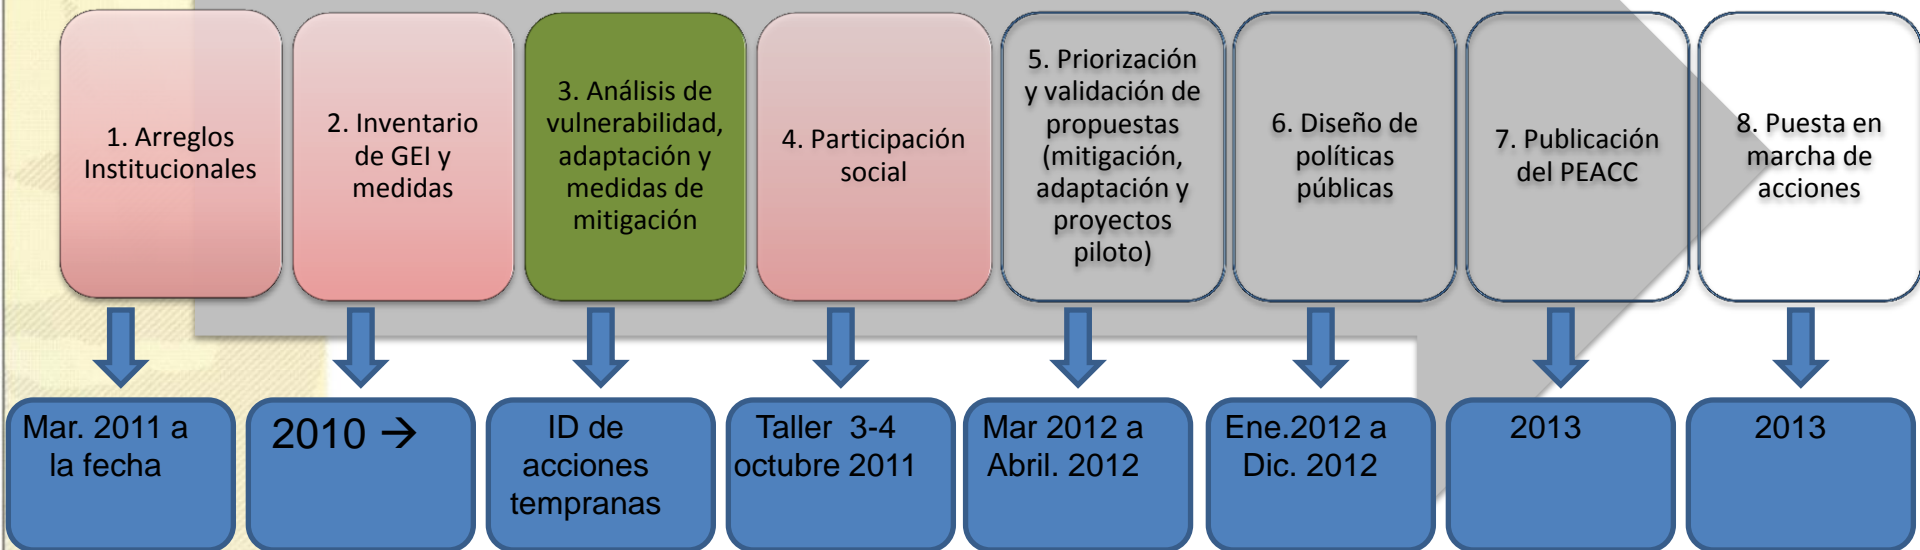 1. Arreglos
Institucionales
2. Inventario
de GEI y
medidas
3. Análisis de
vulnerabilidad,
adaptación y
medidas de
mitigación
4. Participación
social
5. Priorización
y validación de
propuestas
(mitigación,
adaptación y
proyectos
piloto)
6. Diseño de
políticas
públicas
7. Publicación
del PEACC
8. Puesta en
marcha de
acciones
Mar. 2011 a
la fecha
2010 →
ID de
acciones
tempranas
Taller 3-4
octubre 2011
Mar 2012 a
Abril. 2012
Ene.2012 a
Dic. 2012
2013
2013